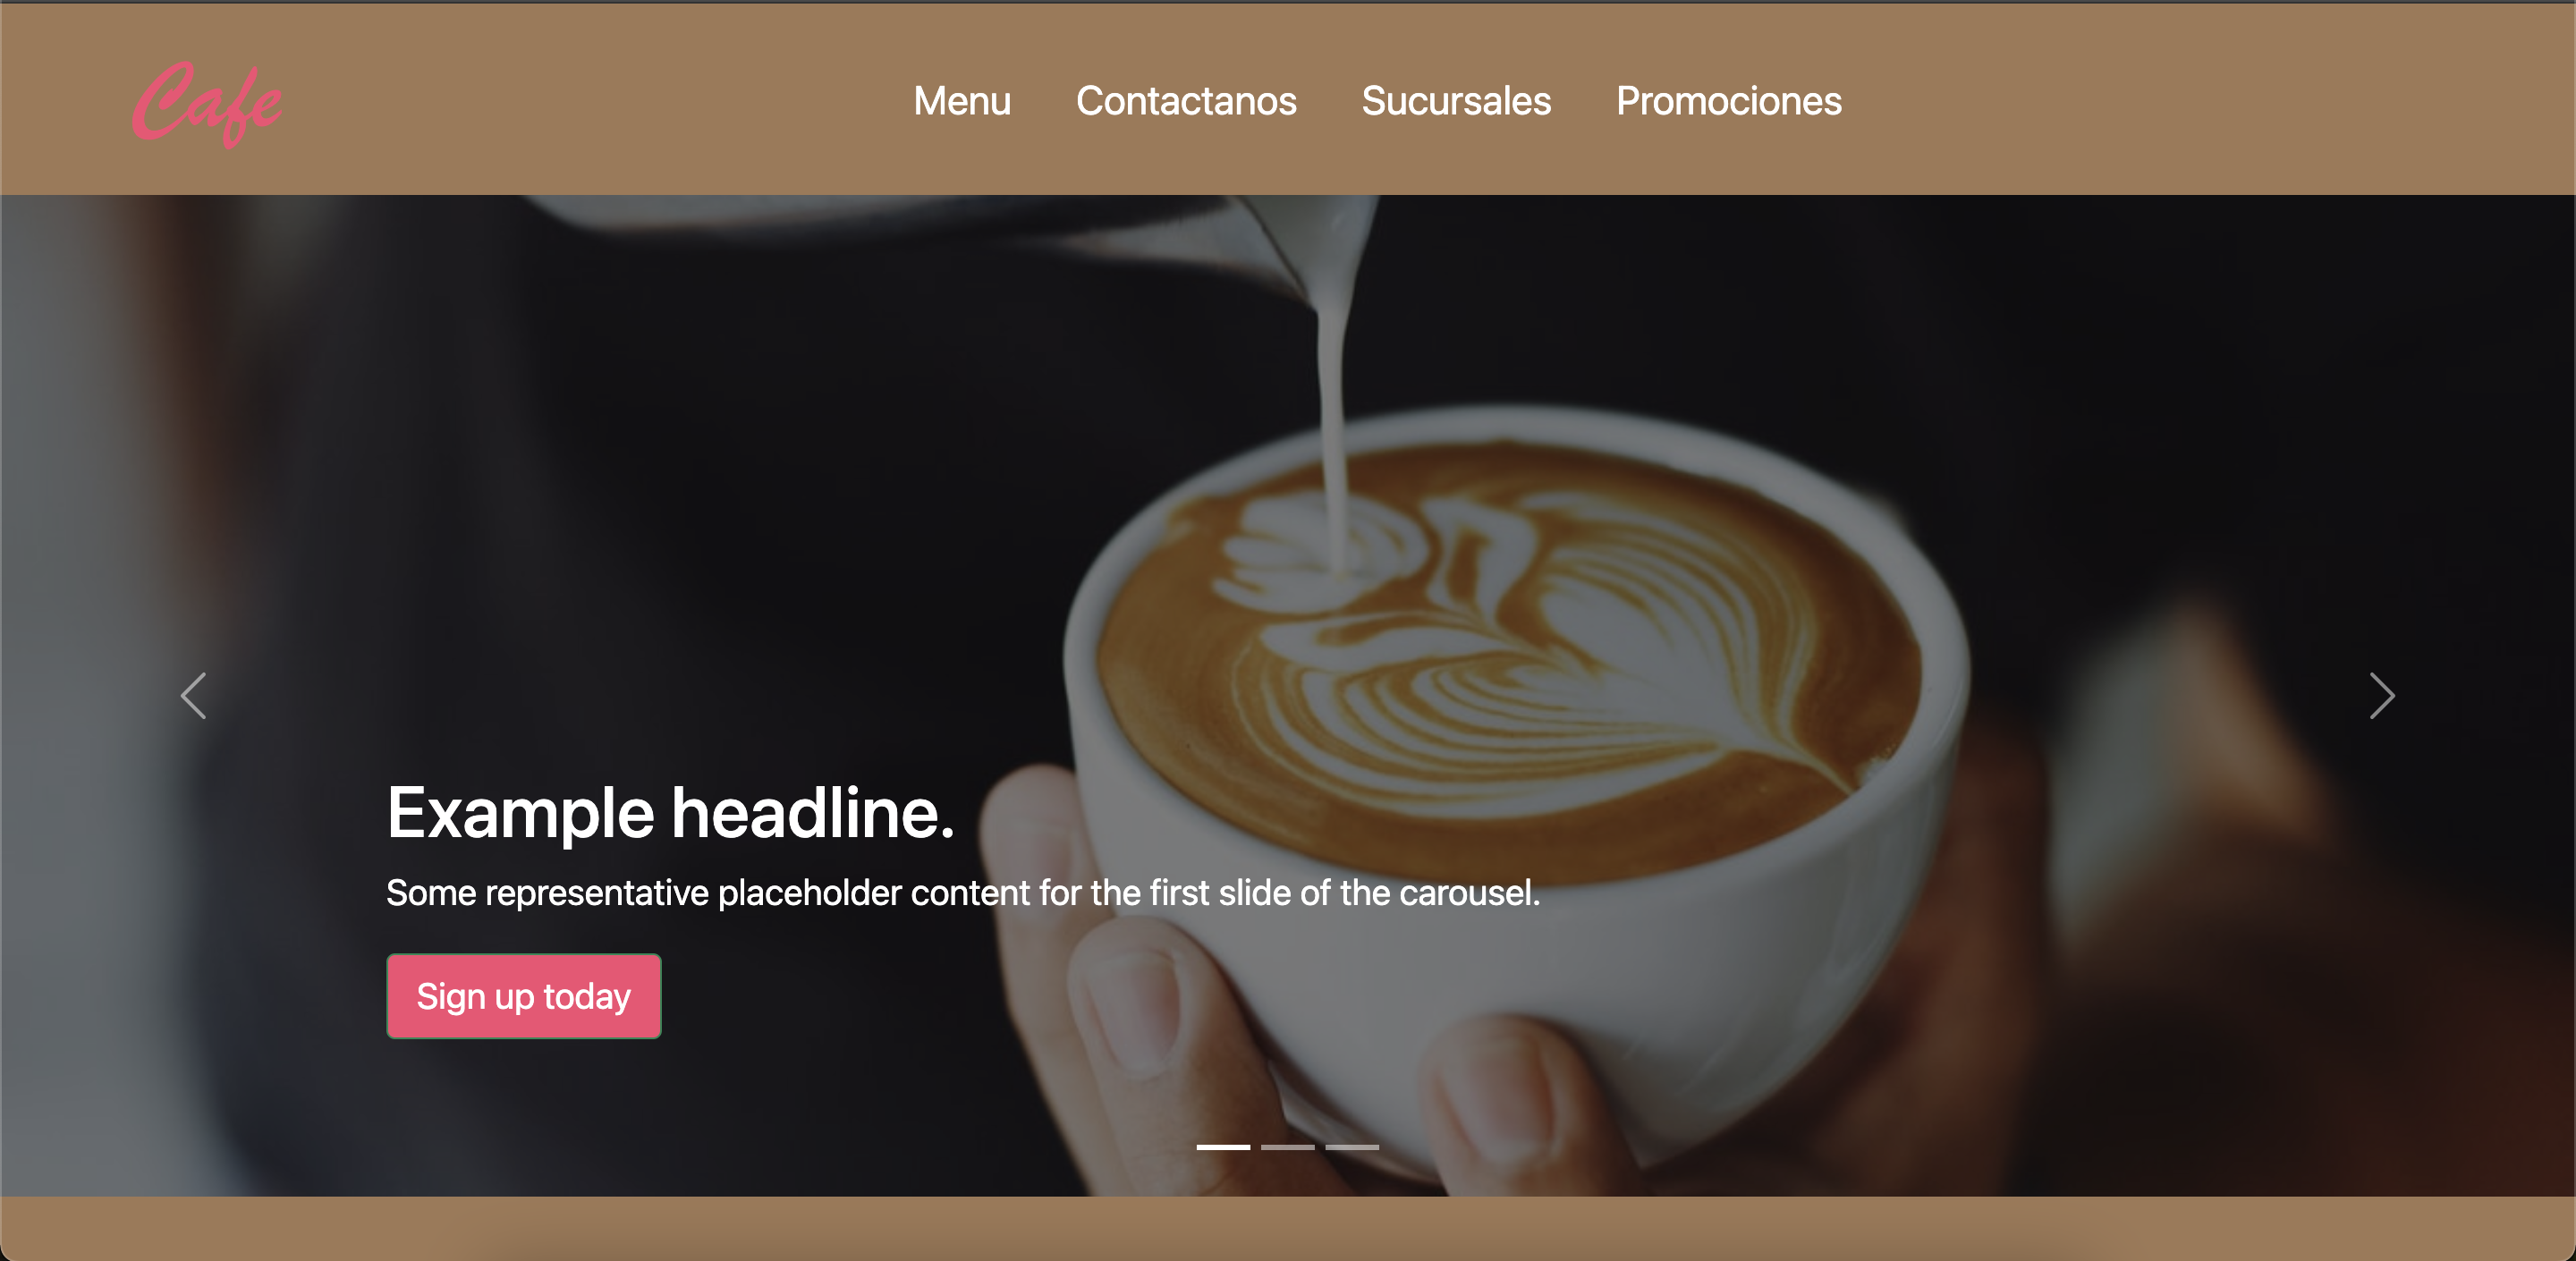 Cafe
Menu Contactanos Sucursales Promociones
Example headline.
Some representative placeholder content for the first slide of the carousel.
Sign up today